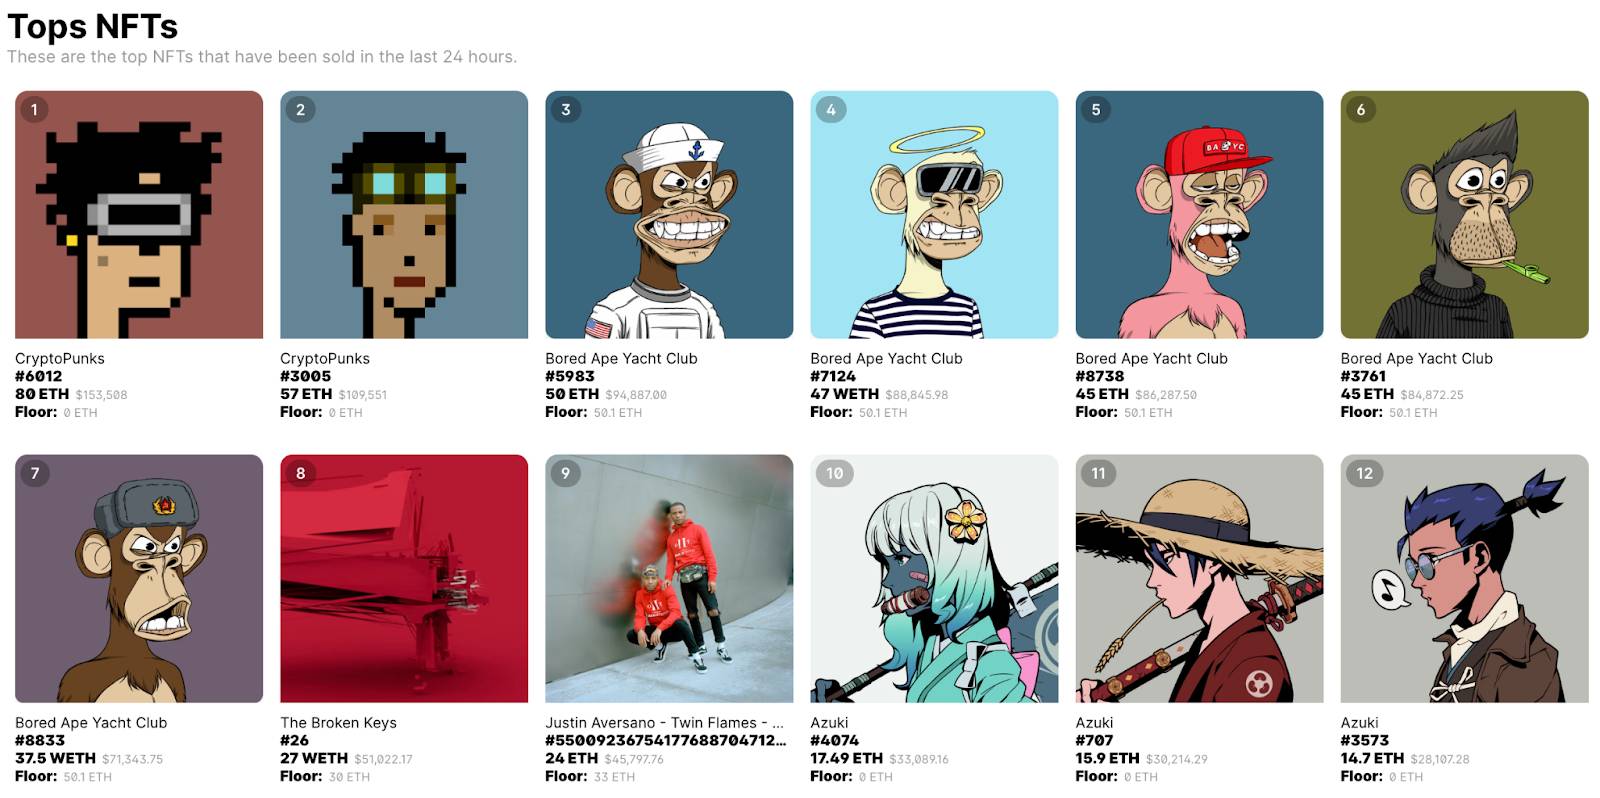 Tops NFTs
These are the top NFTs that have been sold in the last 24 hours.
1
2
3
4
5
BAYC
6
CryptoPunks
#6012
80 ETH $153,508
Floor: 0 ETH
CryptoPunks
#3005
57 ETH $109,551
Floor: 0 ETH
Bored Ape Yacht Club
#5983
50 ETH $94,887.00
Floor: 50.1 ETH
Bored Ape Yacht Club
#7124
47 WETH $88,845.98
Floor: 50.1 ETH
Bored Ape Yacht Club
#8738
45 ETH $86,287.50
Floor: 50.1 ETH
Bored Ape Yacht Club
#3761
45 ETH $84,872.25
Floor: 50.1 ETH
7
8
9
10
11
12
Bored Ape Yacht Club
#8833
37.5 WETH $71,343.75
Floor: 50.1 ETH
The Broken Keys
#26
27 WETH $51,022.17
Floor: 30 ETH
Justin Aversano - Twin Flames - ...
#55009236754177688704712...
24 ETH $45,797.76
Floor: 33 ETH
Azuki
#4074
17.49 ETH $33,089.16
Floor: 0 ETH
Azuki
#707
15.9 ETH $30,214.29
Floor: 0 ETH
Azuki
#3573
14.7 ETH $28,107.28
Floor: 0 ETH